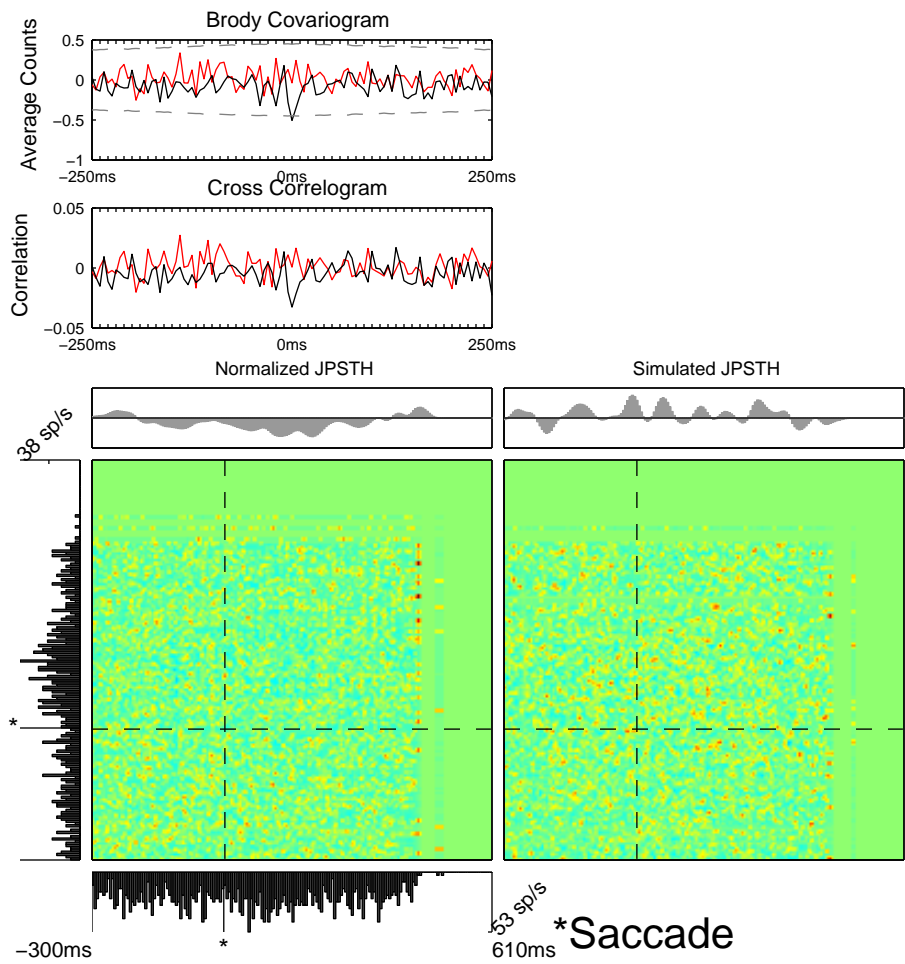 Brody Covariogram
Average Counts
0.5
0
−0.5
−1
−250ms
0ms
250ms
Cross Correlogram
Correlation
0.05
0
−0.05
−250ms
0ms
250ms
Normalized JPSTH
Simulated JPSTH
38 sp/s
*
*
53 sp/s
−300ms
610ms
*Saccade